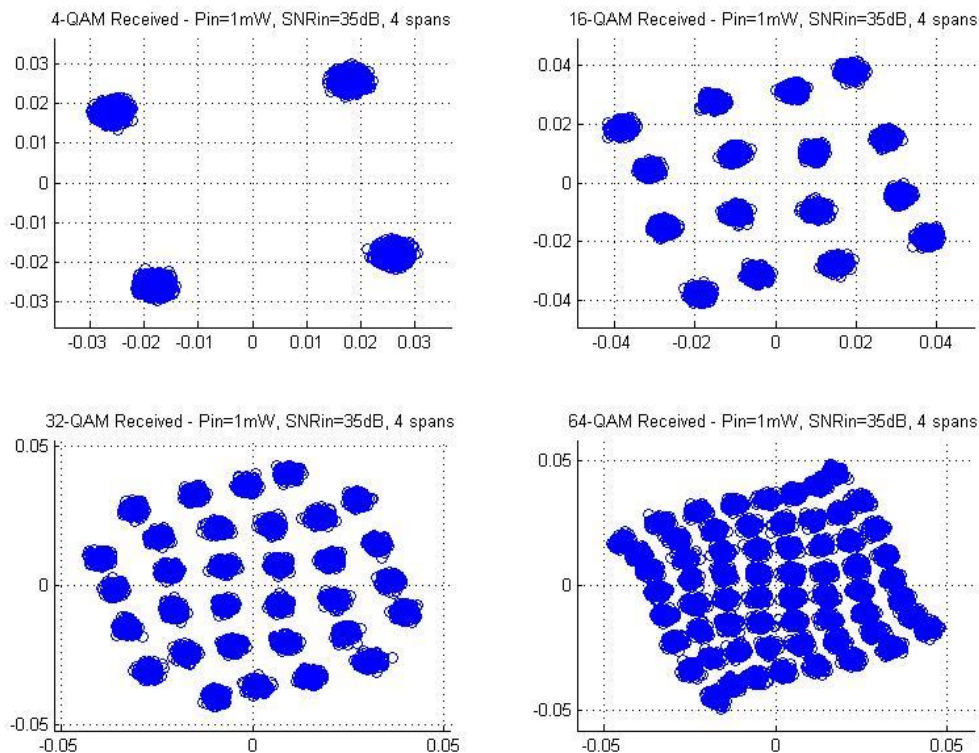 4-QAM Received - Pin=1mW, SNRin=35dB, 4 spans
0.03
0.02
0.01
0
-0.01
-0.02
-0.03
-0.03 -0.02 -0.01 0 0.01 0.02 0.03
16-QAM Received - Pin=1mW, SNRin=35dB, 4 spans
0.04
0.02
0
-0.02
-0.04
-0.04 -0.02 0 0.02 0.04
32-QAM Received - Pin=1mW, SNRin=35dB, 4 spans
0.05
0
-0.05
-0.05 0 0.05
64-QAM Received - Pin=1mW, SNRin=35dB, 4 spans
0.05
0
-0.05
-0.05 0 0.05